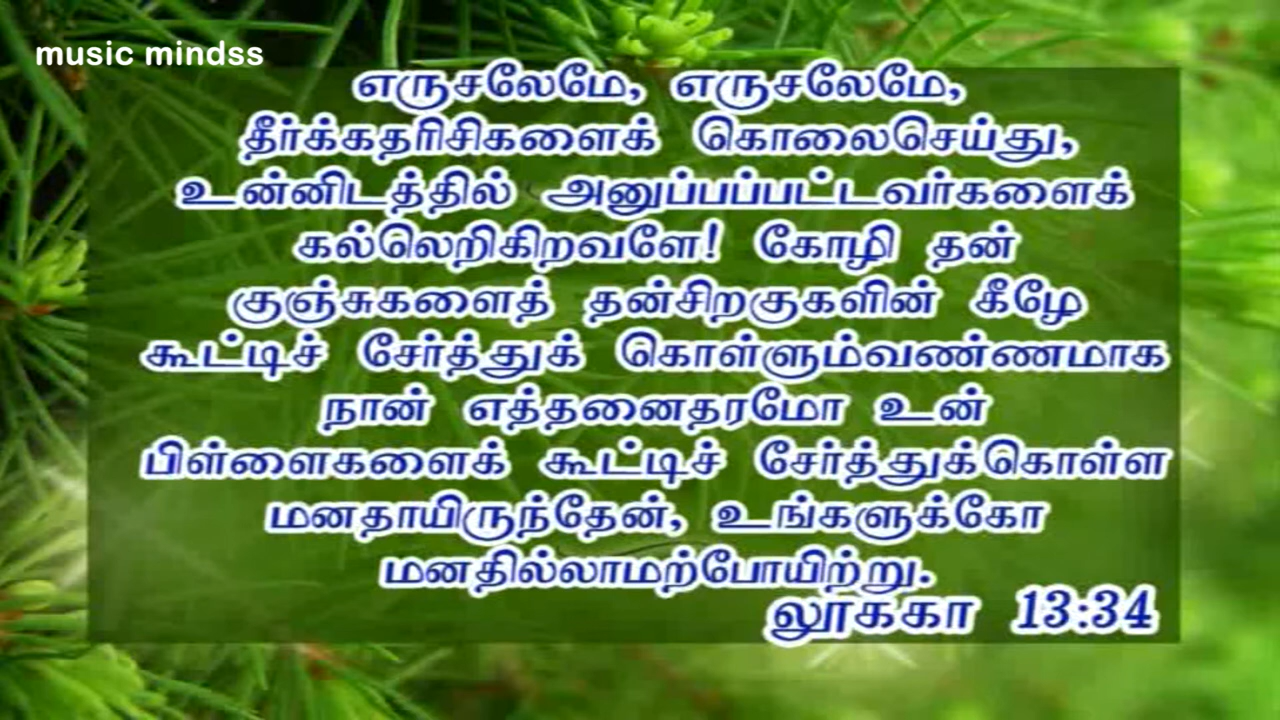 music mindss
எருசலேமே, எருசலேமே,
தீர்க்கதரிசிகளைக் கொலைசெய்து,
உன்னிடத்தில் அனுப்பப்பட்டவர்களைக்
கல்லெறிகிறவளே! கோழி தன்
குஞ்சுகளைத் தன்சிறகுகளின் கீழே
கூட்டிச் சேர்த்துக் கொள்ளும்வண்ணமாக
நான் எத்தனைதரமோ உன்
பிள்ளைகளைக் கூட்டிச் சேர்த்துக்கொள்ள
மனதாயிருந்தேன், உங்களுக்கோ
மனதில்லாமற்போயிற்று.
லூக்கா 13:34